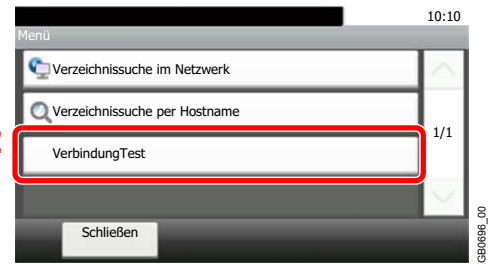 10:10
Menü
Verzeichnissuche im Netzwerk
Verzeichnissuche per Hostname
1/1
VerbindungTest
Schließen
GB0696_00